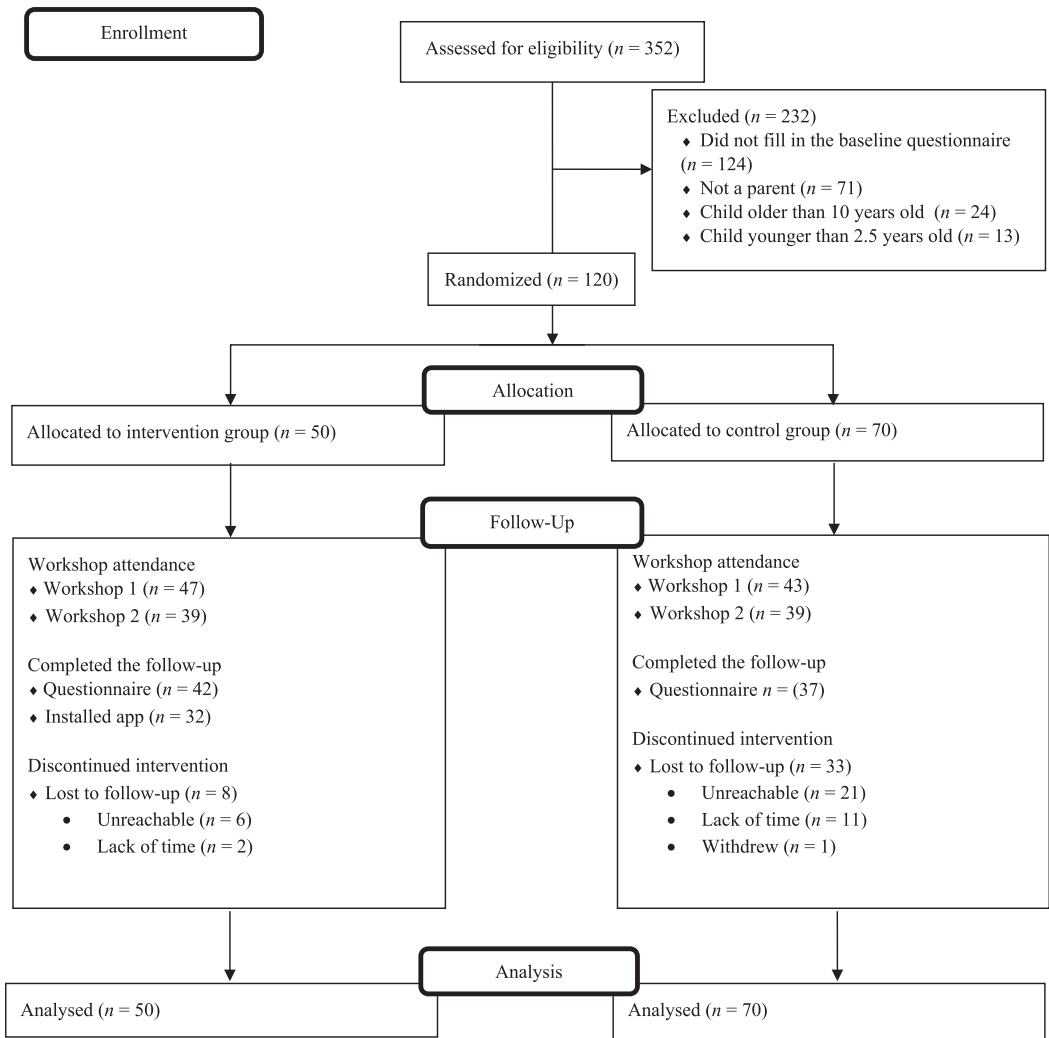 Enrollment
Assessed for eligibility (n = 352)
Excluded (n = 232)
♦ Did not fill in the baseline questionnaire
(n = 124)
♦ Not a parent (n = 71)
♦ Child older than 10 years old (n = 24)
♦ Child younger than 2.5 years old (n = 13)
Randomized (n = 120)
Allocation
Allocated to intervention group (n = 50)
Allocated to control group (n = 70)
Follow-Up
Workshop attendance
♦ Workshop 1 (n = 47)
♦ Workshop 2 (n = 39)
Completed the follow-up
♦ Questionnaire (n = 42)
♦ Installed app (n = 32)
Discontinued intervention
♦ Lost to follow-up (n = 8)
• Unreachable (n = 6)
• Lack of time (n = 2)
Workshop attendance
♦ Workshop 1 (n = 43)
♦ Workshop 2 (n = 39)
Completed the follow-up
♦ Questionnaire n = (37)
Discontinued intervention
♦ Lost to follow-up (n = 33)
• Unreachable (n = 21)
• Lack of time (n = 11)
• Withdrew (n = 1)
Analysis
Analysed (n = 50)
Analysed (n = 70)